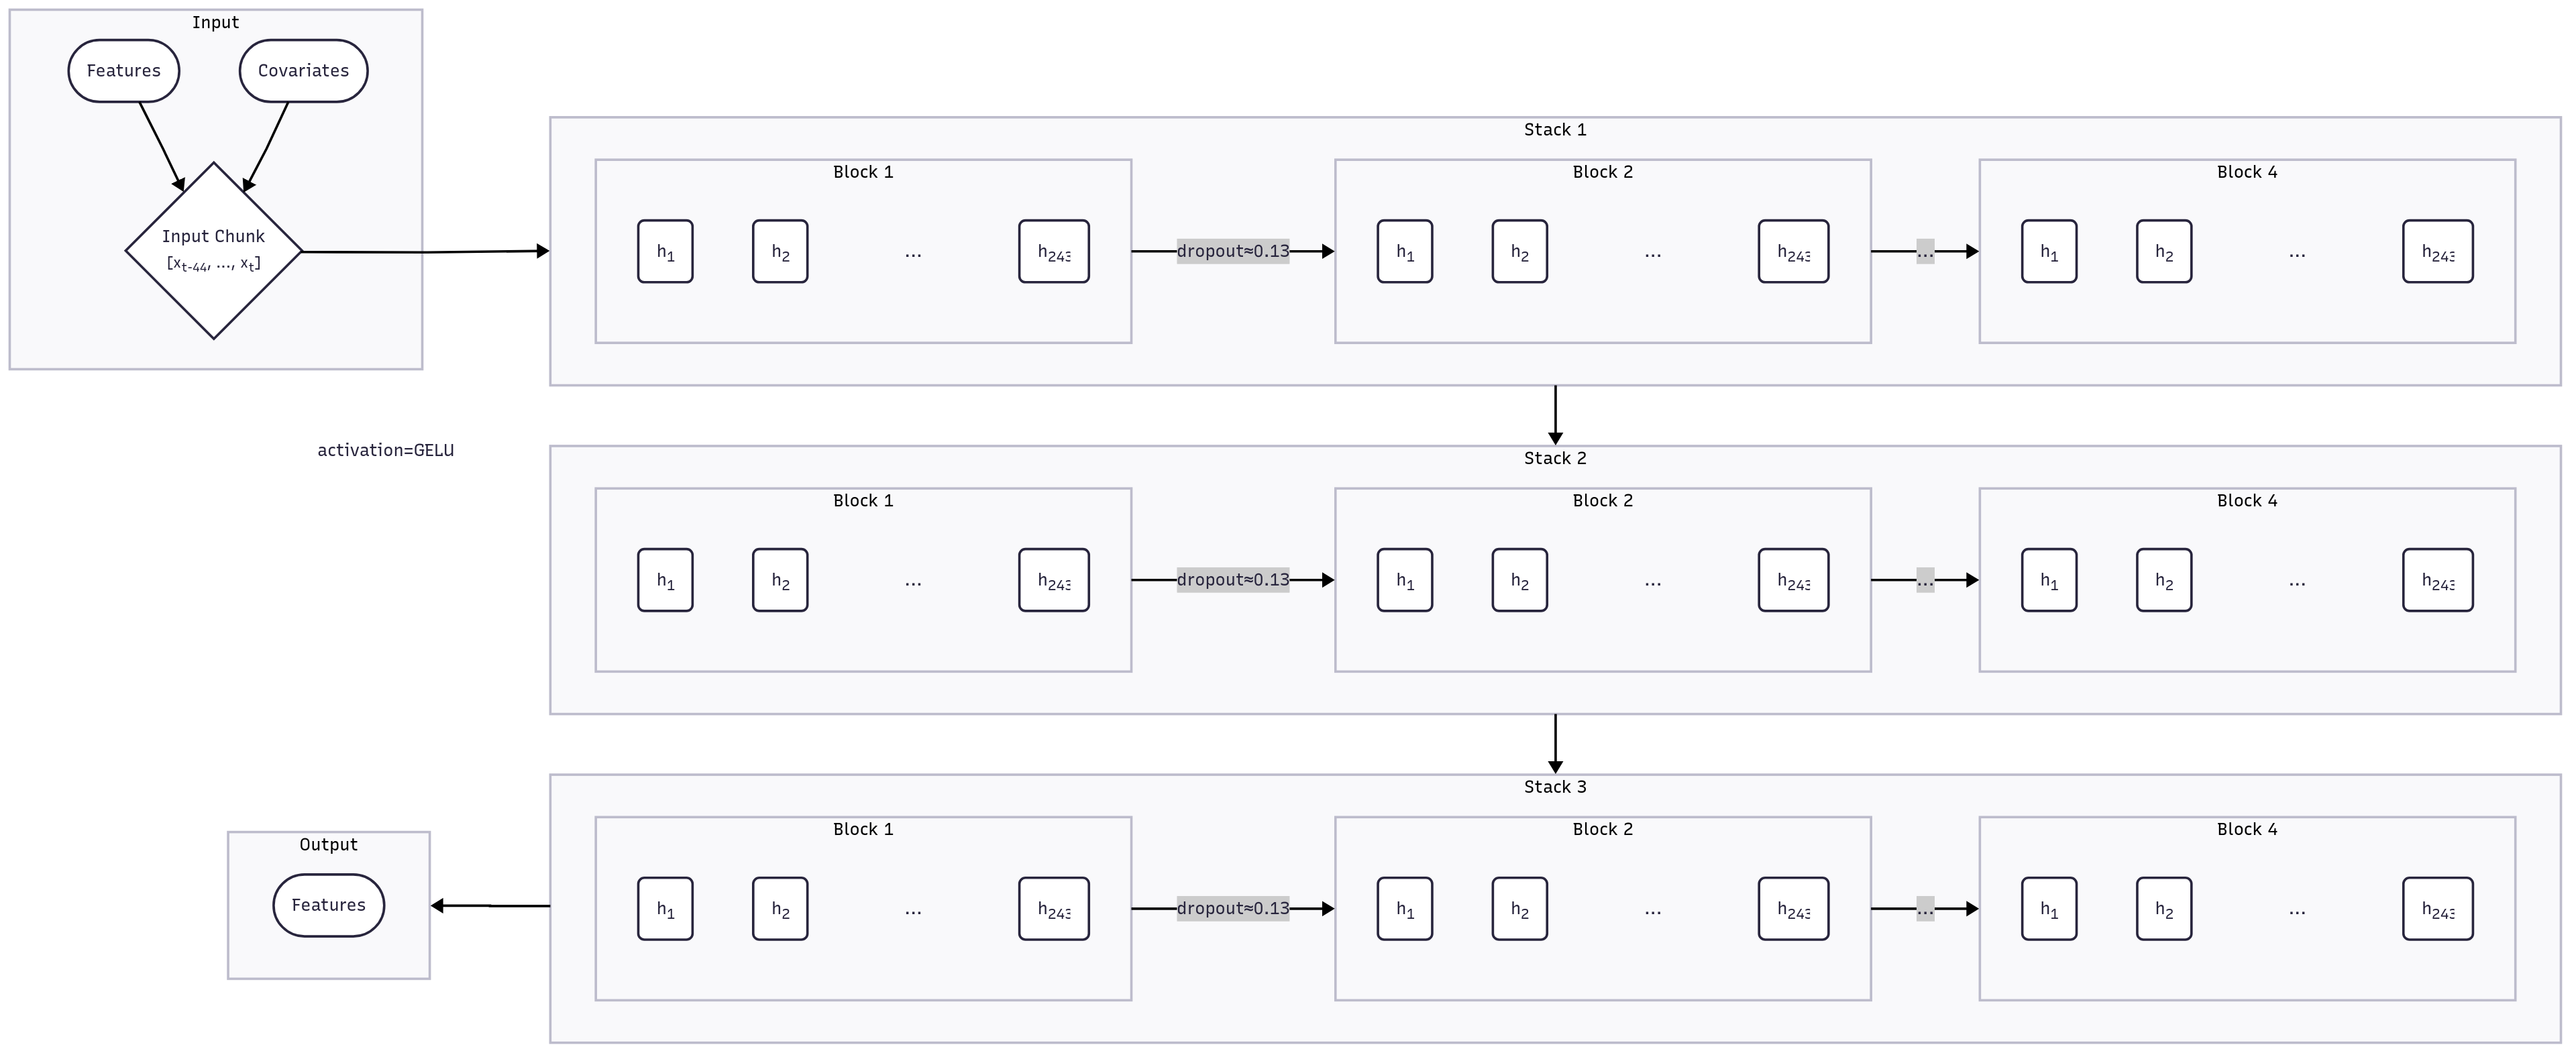 Input
Features
Covariates
Input Chunk
[x_{t-44}, ..., x_t]
Stack 1
Block 1
h_1
h_2
...
h_{243}
dropout≈0.13
Block 2
h_1
h_2
...
h_{243}
...
Block 4
h_1
h_2
...
h_{243}
activation=GELU
Stack 2
Block 1
h_1
h_2
...
h_{243}
dropout≈0.13
Block 2
h_1
h_2
...
h_{243}
...
Block 4
h_1
h_2
...
h_{243}
Stack 3
Block 1
h_1
h_2
...
h_{243}
dropout≈0.13
Block 2
h_1
h_2
...
h_{243}
...
Block 4
h_1
h_2
...
h_{243}
Output
Features